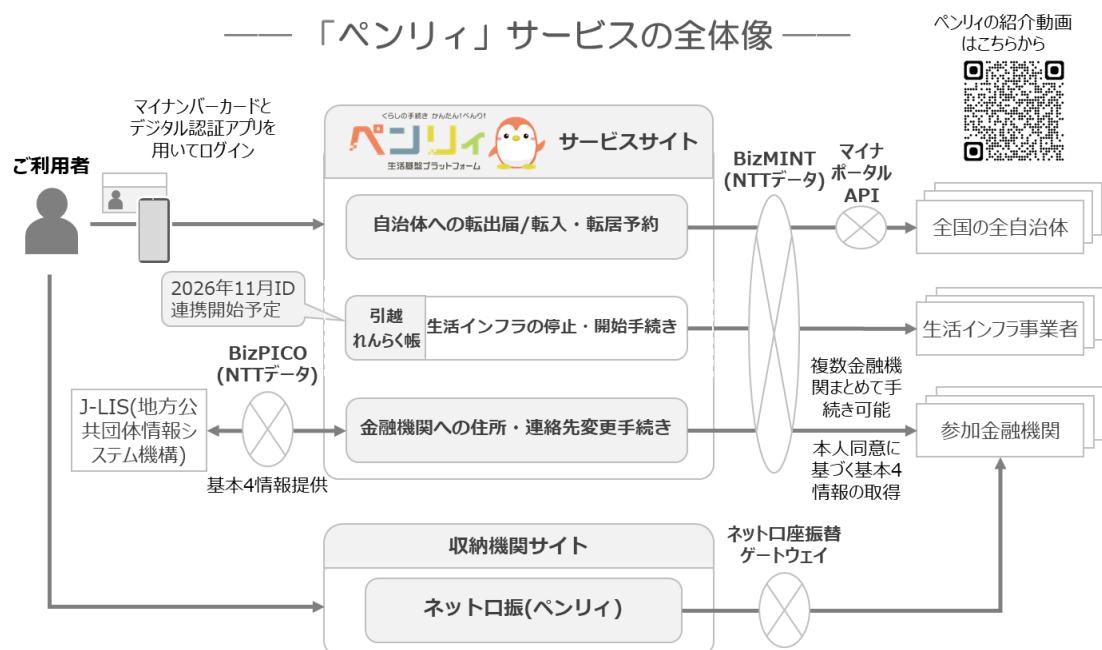 「ペンリィ」サービスの全体像
ペンリィの紹介動画
はこちらから
マイナンバーカードと
デジタル認証アプリを
用いてログイン
ご利用者
くらしの手続き かんたん!べんり!
ペンリィ
生活基盤プラットフォーム
サービスサイト
BizMINT
(NTTデータ)
マイナ
ポータル
API
自治体への転出届/転入・転居予約
全国の全自治体
2026年11月ID
連携開始予定
引越
れんらく帳
生活インフラの停止・開始手続き
生活インフラ事業者
BizPICO
(NTTデータ)
複数金融機
関まとめて手
続き可能
J-LIS(地方公
共団体情報シ
ステム機構)
金融機関への住所・連絡先変更手続き
参加金融機関
基本4情報提供
本人同意に
基づく基本4
情報の取得
収納機関サイト
ネット口座振替
ゲートウェイ
ネット口振(ペンリィ)